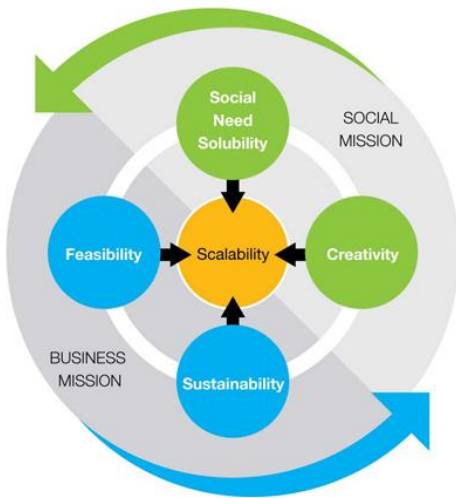 Social
Need
Solubility
SOCIAL
MISSION
Feasibility
Scalability
Creativity
BUSINESS
MISSION
Sustainability